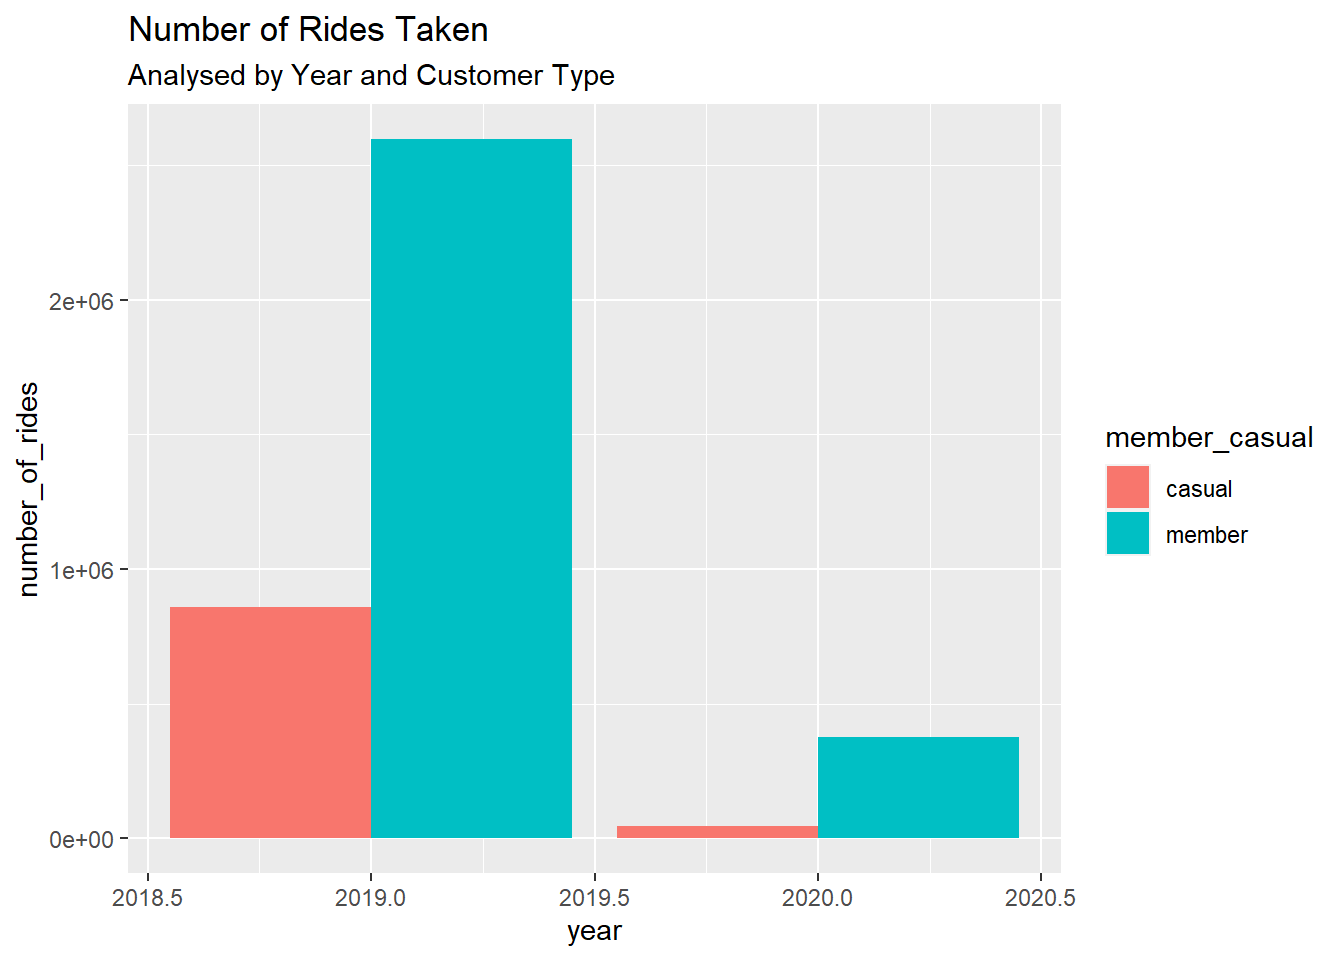 Number of Rides Taken
Analysed by Year and Customer Type
number_of_rides
2e+06
1e+06
0e+00
2018.5 2019.0 2019.5 2020.0 2020.5
year
member_casual
casual
member